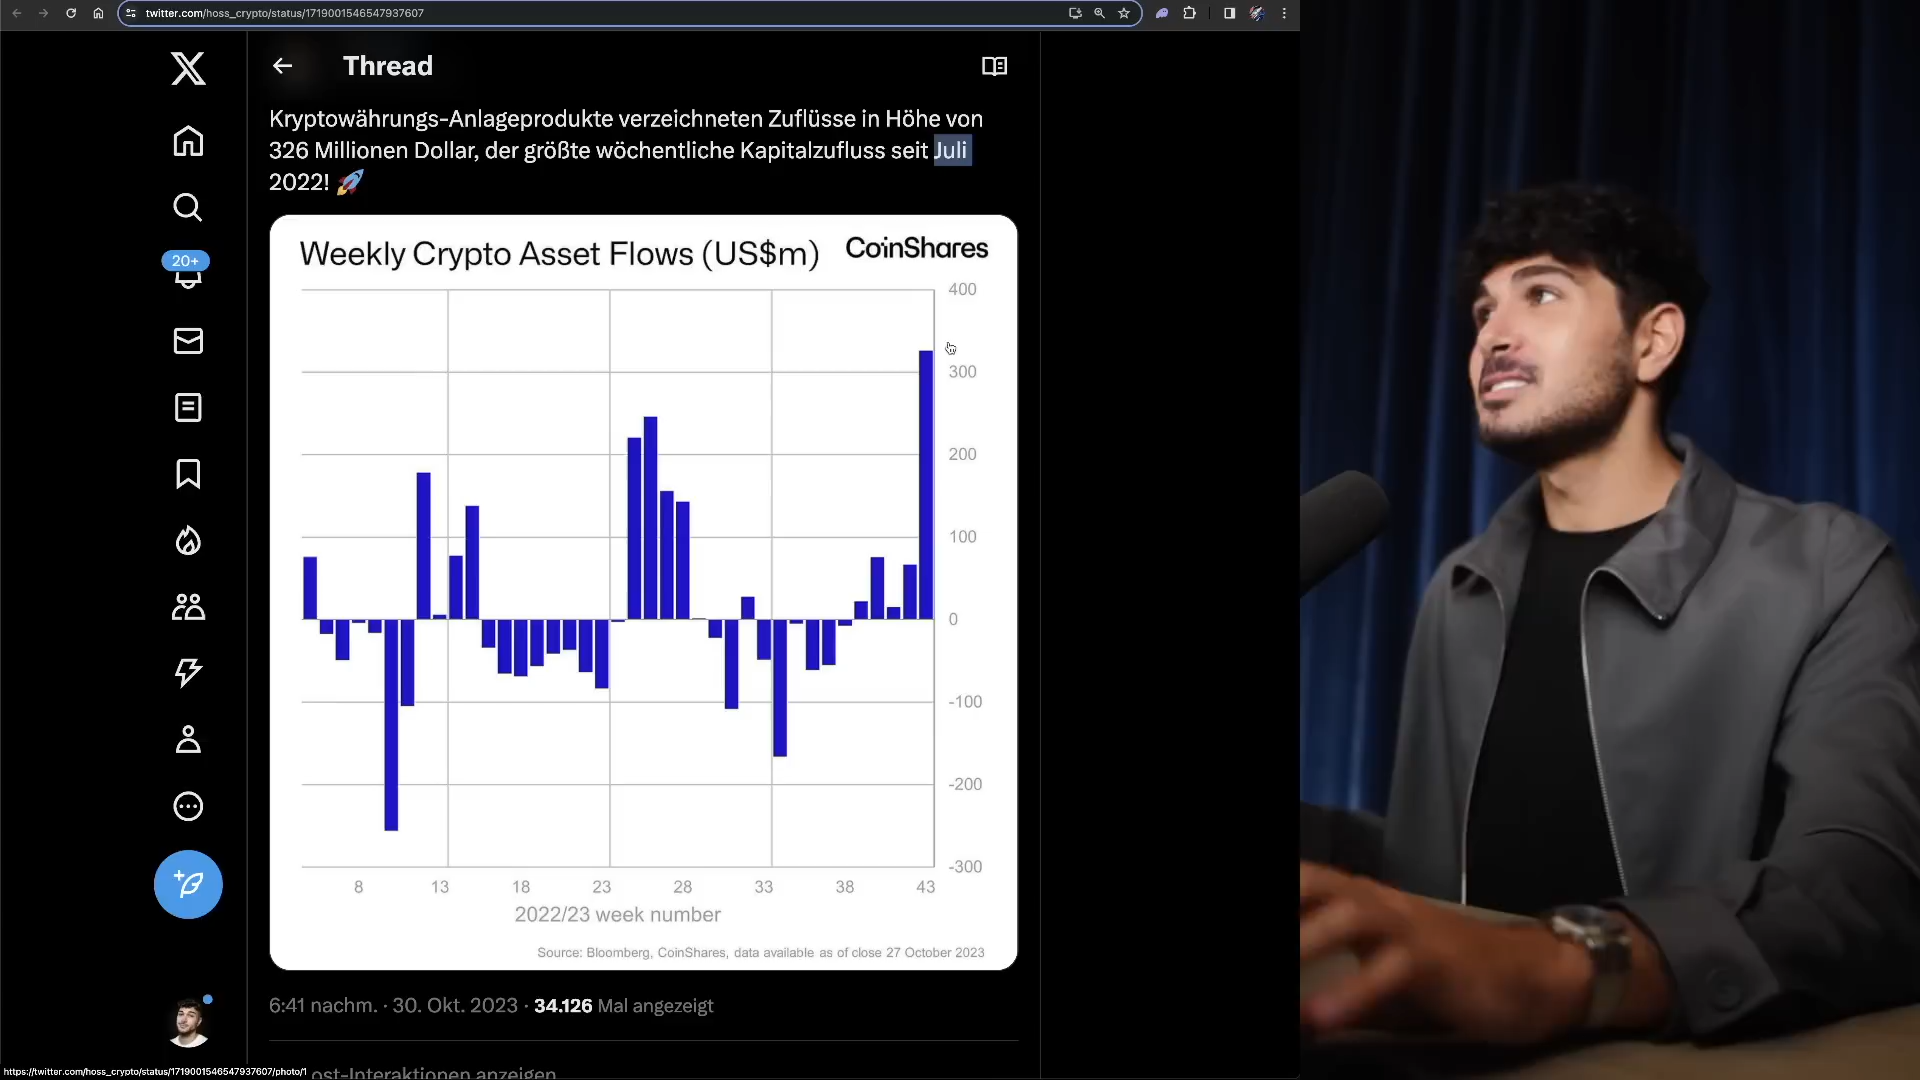 twitter.com/hoss_crypto/status/1719001546547937607
Thread
Kryptowährungs-Anlageprodukte verzeichneten Zuflüsse in Höhe von
326 Millionen Dollar, der größte wöchentliche Kapitalzufluss seit Juli
2022! 🚀
20+
Weekly Crypto Asset Flows (US$m)
CoinShares
400
300
200
100
0
-100
-200
-300
8 13 18 23 28 33 38 43
2022/23 week number
Source: Bloomberg, CoinShares, data available as of close 27 October 2023
6:41 nachm. · 30. Okt. 2023 · 34.126 Mal angezeigt
https://twitter.com/hoss_crypto/status/1719001546547937607/photo/1
ost-Interaktionen anzeigen